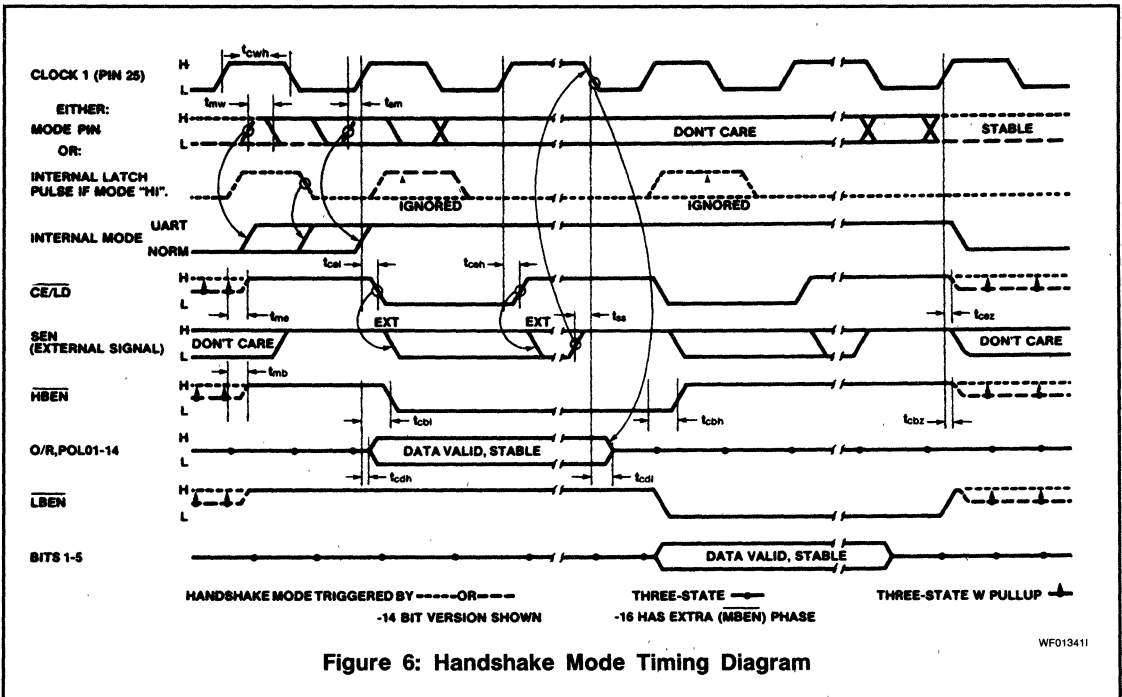 CLOCK 1 (PIN 25)
H
L
tcwh
EITHER:
MODE PIN
OR:
tmw
tsm
H
L
DON'T CARE
STABLE
INTERNAL LATCH
PULSE IF MODE "HI".
IGNORED
IGNORED
INTERNAL MODE
UART
NORM
CE/LD
H
L
tcel
tceh
tme
tcez
SEN
(EXTERNAL SIGNAL)
H
L
DON'T CARE
EXT
EXT
tss
DON'T CARE
HBEN
H
L
tmb
tcbl
tcbh
tcbz
O/R,POL01-14
H
L
DATA VALID, STABLE
tcdh
tcdl
LBEN
H
L
BITS 1-5
DATA VALID, STABLE
HANDSHAKE MODE TRIGGERED BY -----OR---
THREE-STATE
THREE-STATE W PULLUP
-14 BIT VERSION SHOWN
-16 HAS EXTRA (MBEN) PHASE
WF01341I
Figure 6: Handshake Mode Timing Diagram